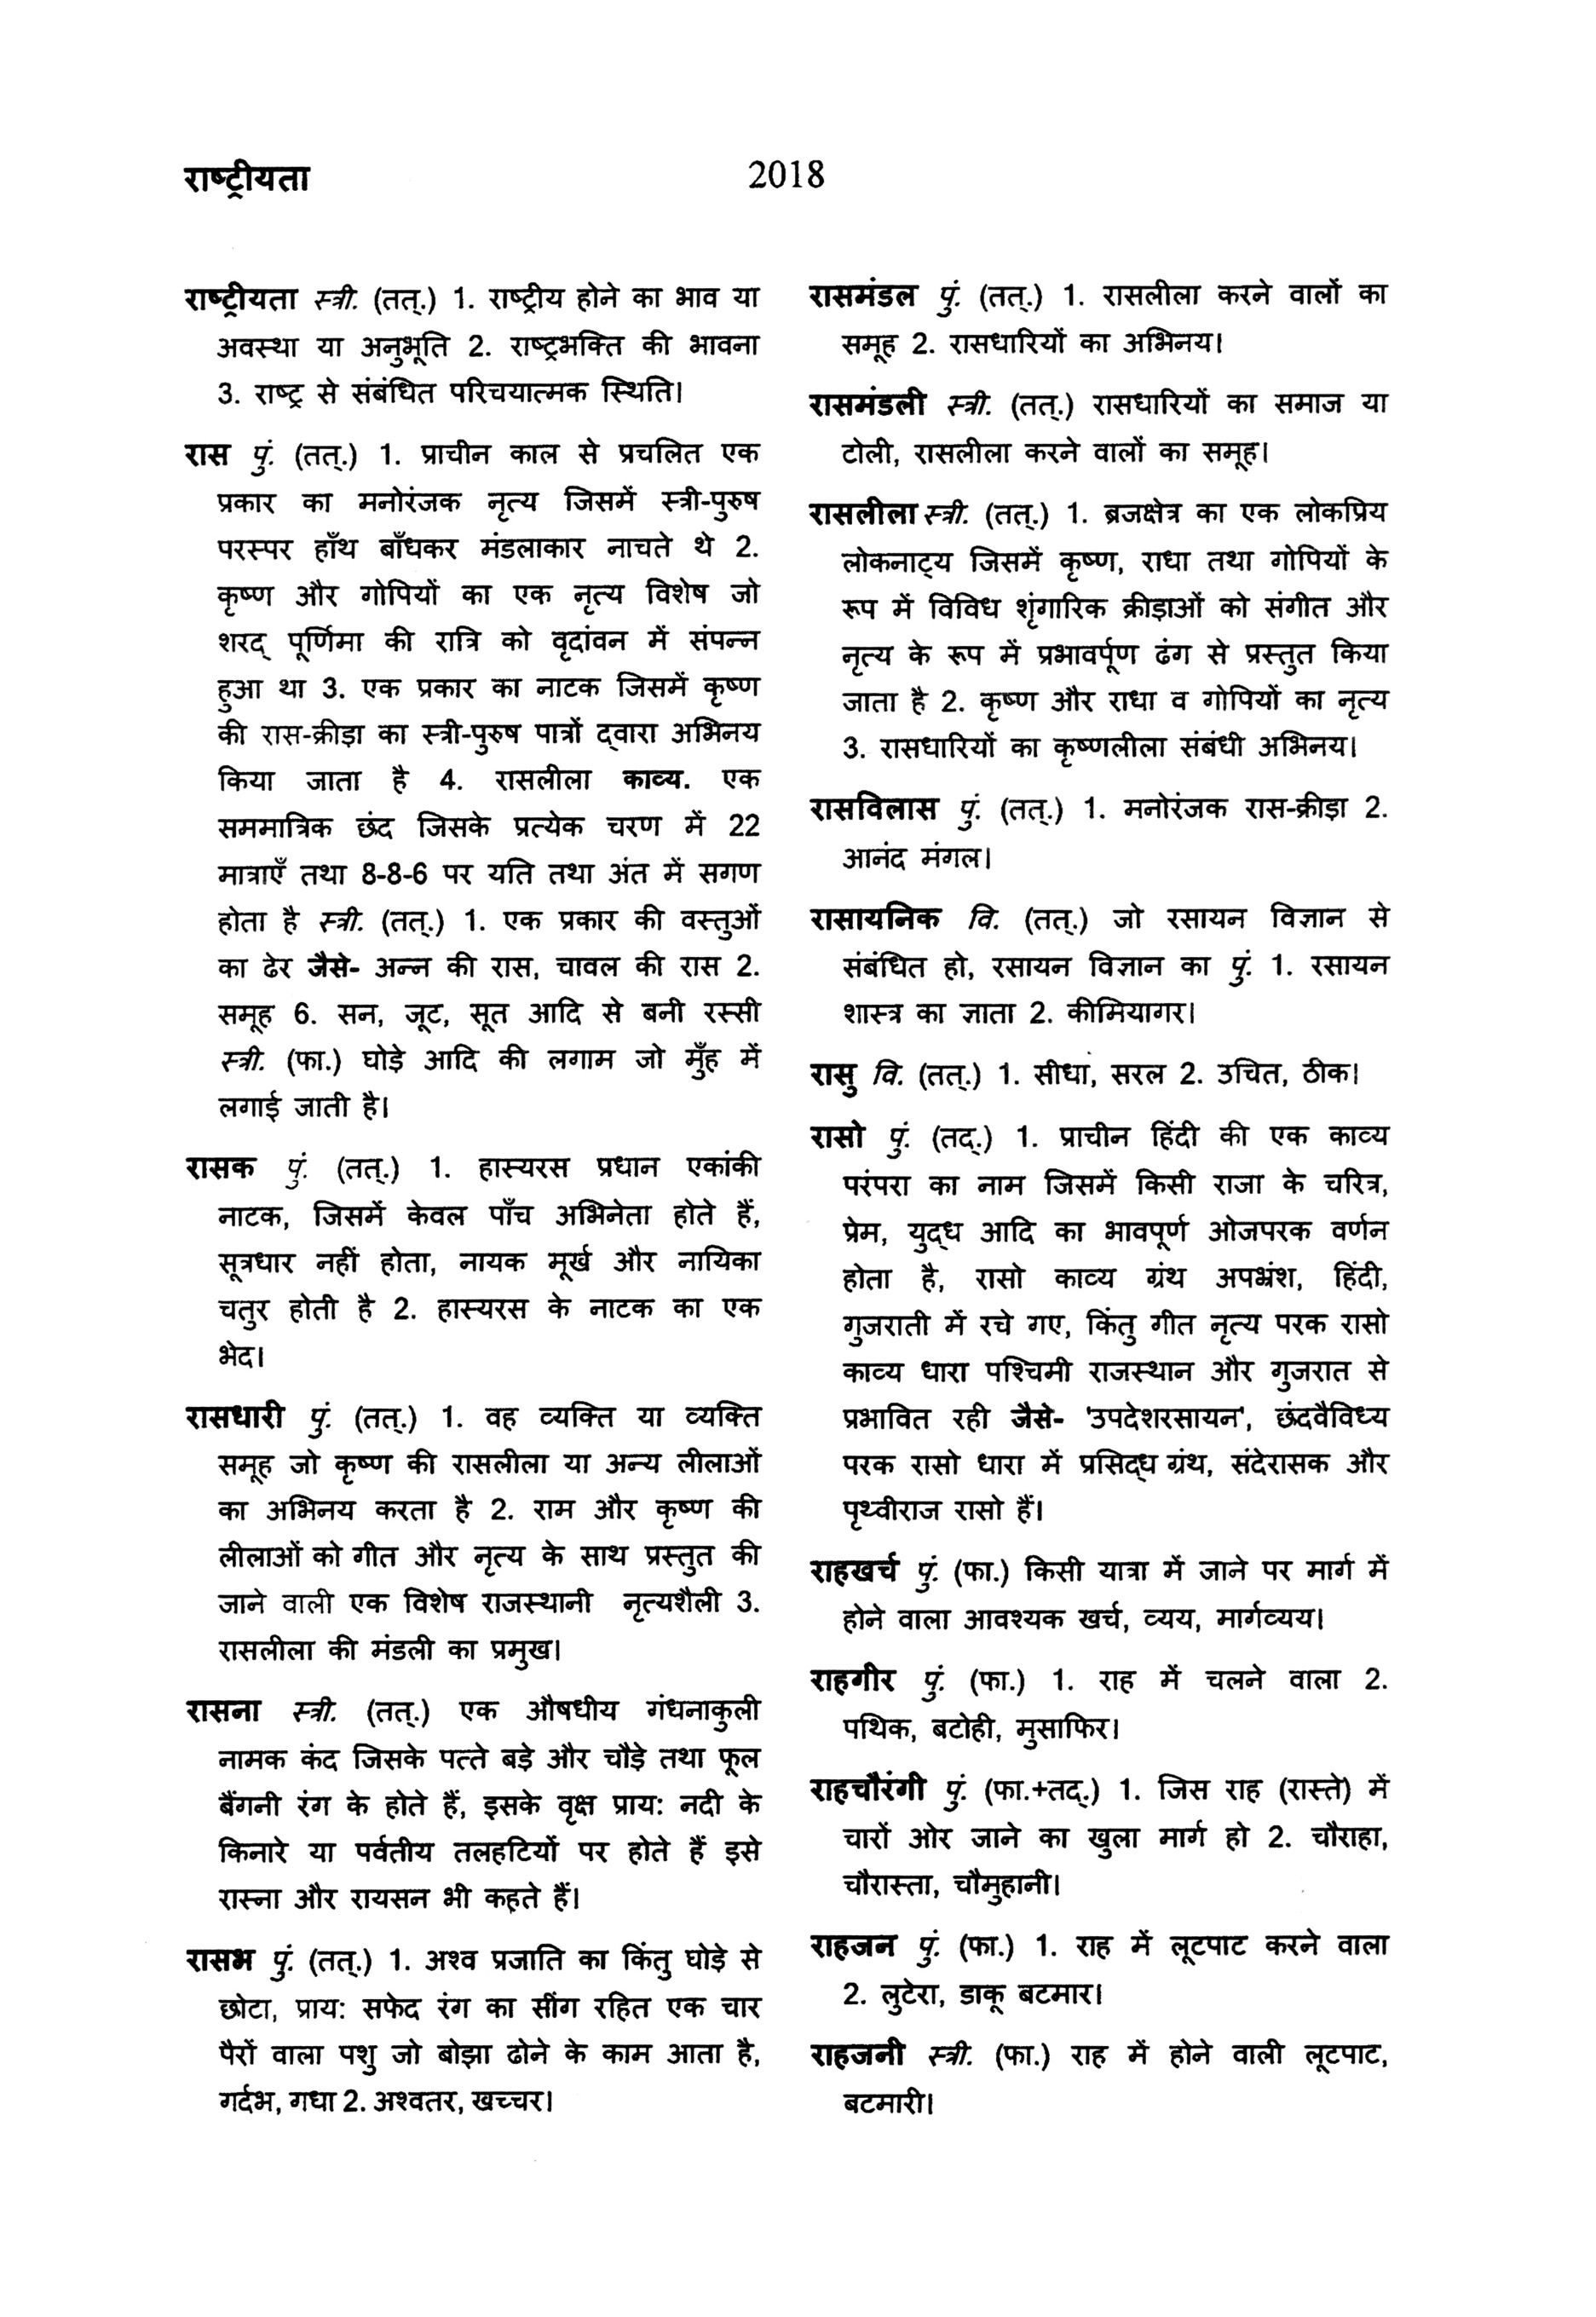 राष्ट्रीयता
2018
राष्ट्रीयता स्त्री. (तत्.) 1. राष्ट्रीय होने का भाव या
अवस्था या अनुभूति 2. राष्ट्रभक्ति की भावना
3. राष्ट्र से संबंधित परिचयात्मक स्थिति।
रास पुं. (तत्.) 1. प्राचीन काल से प्रचलित एक
प्रकार का मनोरंजक नृत्य जिसमें स्त्री-पुरुष
परस्पर हाँथ बाँधकर मंडलाकार नाचते थे 2.
कृष्ण और गोपियों का एक नृत्य विशेष जो
शरद् पूर्णिमा की रात्रि को वृदांवन में संपन्न
हुआ था 3. एक प्रकार का नाटक जिसमें कृष्ण
की रास-क्रीड़ा का स्त्री-पुरुष पात्रों द्वारा अभिनय
किया जाता है 4. रासलीला काव्य. एक
सममात्रिक छंद जिसके प्रत्येक चरण में 22
मात्राएँ तथा 8-8-6 पर यति तथा अंत में सगण
होता है स्त्री. (तत्.) 1. एक प्रकार की वस्तुओं
का ढेर जैसे- अन्न की रास, चावल की रास 2.
समूह 6. सन, जूट, सूत आदि से बनी रस्सी
स्त्री. (फा.) घोड़े आदि की लगाम जो मुँह में
लगाई जाती है।
रासक पुं. (तत्.) 1. हास्यरस प्रधान एकांकी
नाटक, जिसमें केवल पाँच अभिनेता होते हैं,
सूत्रधार नहीं होता, नायक मूर्ख और नायिका
चतुर होती है 2. हास्यरस के नाटक का एक
भेद।
रासधारी पुं. (तत्.) 1. वह व्यक्ति या व्यक्ति
समूह जो कृष्ण की रासलीला या अन्य लीलाओं
का अभिनय करता है 2. राम और कृष्ण की
लीलाओं को गीत और नृत्य के साथ प्रस्तुत की
जाने वाली एक विशेष राजस्थानी नृत्यशैली 3.
रासलीला की मंडली का प्रमुख।
रासना स्त्री. (तत्.) एक औषधीय गंधनाकुली
नामक कंद जिसके पत्ते बड़े और चौड़े तथा फूल
बैंगनी रंग के होते हैं, इसके वृक्ष प्राय: नदी के
किनारे या पर्वतीय तलहटियों पर होते हैं इसे
रास्ना और रायसन भी कहते हैं।
रासभ पुं. (तत्.) 1. अश्व प्रजाति का किंतु घोड़े से
छोटा, प्राय: सफेद रंग का सींग रहित एक चार
पैरों वाला पशु जो बोझा ढोने के काम आता है,
गर्दभ, गधा 2. अश्वतर, खच्चर।
रासमंडल पुं. (तत्.) 1. रासलीला करने वालों का
समूह 2. रासधारियों का अभिनय।
रासमंडली स्त्री. (तत्.) रासधारियों का समाज या
टोली, रासलीला करने वालों का समूह।
रासलीला स्त्री. (तत्.) 1. ब्रजक्षेत्र का एक लोकप्रिय
लोकनाट्य जिसमें कृष्ण, राधा तथा गोपियों के
रूप में विविध शृंगारिक क्रीड़ाओं को संगीत और
नृत्य के रूप में प्रभावर्पूण ढंग से प्रस्तुत किया
जाता है 2. कृष्ण और राधा व गोपियों का नृत्य
3. रासधारियों का कृष्णलीला संबंधी अभिनय।
रासविलास पुं. (तत्.) 1. मनोरंजक रास-क्रीड़ा 2.
आनंद मंगल।
रासायनिक वि. (तत्.) जो रसायन विज्ञान से
संबंधित हो, रसायन विज्ञान का पुं. 1. रसायन
शास्त्र का ज्ञाता 2. कीमियागर।
रासु वि. (तत्.) 1. सीधा, सरल 2. उचित, ठीक।
रासो पुं. (तद्.) 1. प्राचीन हिंदी की एक काव्य
परंपरा का नाम जिसमें किसी राजा के चरित्र,
प्रेम, युद्ध आदि का भावपूर्ण ओजपरक वर्णन
होता है, रासो काव्य ग्रंथ अपभ्रंश, हिंदी,
गुजराती में रचे गए, किंतु गीत नृत्य परक रासो
काव्य धारा पश्चिमी राजस्थान और गुजरात से
प्रभावित रही जैसे- 'उपदेशरसायन', छंदवैविध्य
परक रासो धारा में प्रसिद्ध ग्रंथ, संदेरासक और
पृथ्वीराज रासो हैं।
राहखर्च पुं. (फा.) किसी यात्रा में जाने पर मार्ग में
होने वाला आवश्यक खर्च, व्यय, मार्गव्यय।
राहगीर पुं. (फा.) 1. राह में चलने वाला 2.
पथिक, बटोही, मुसाफिर।
राहचौरंगी पुं. (फा.+तद्.) 1. जिस राह (रास्ते) में
चारों ओर जाने का खुला मार्ग हो 2. चौराहा,
चौरास्ता, चौमुहानी।
राहजन पुं. (फा.) 1. राह में लूटपाट करने वाला
2. लुटेरा, डाकू बटमार।
राहजनी स्त्री. (फा.) राह में होने वाली लूटपाट,
बटमारी।